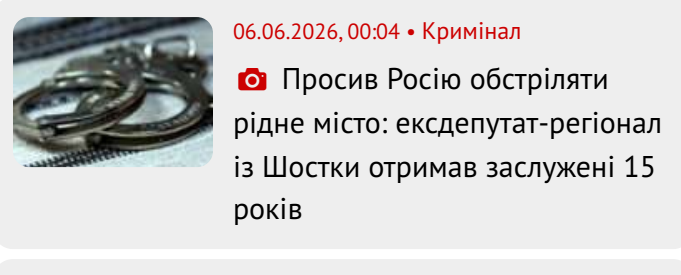 06.06.2026, 00:04 • Кримінал
Просив Росію обстріляти
рідне місто: ексдепутат-регіонал
із Шостки отримав заслужені 15
років